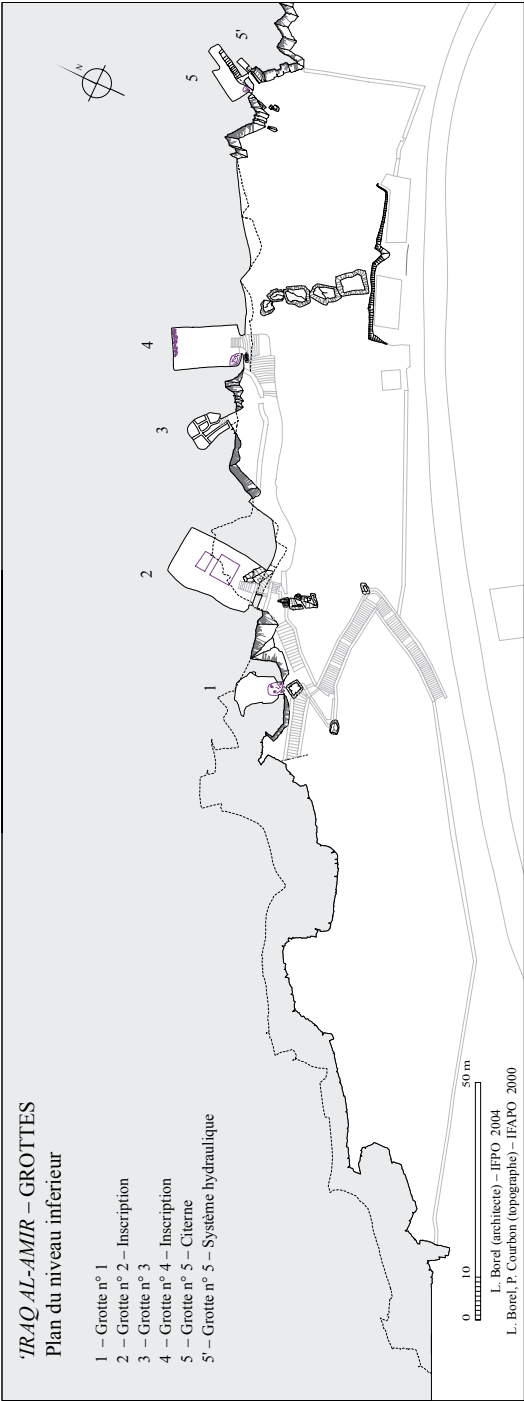 'IRAQ AL-AMIR – GROTTES
Plan du niveau inferieur
1 – Grotte n° 1
2 – Grotte n° 2 – Inscription
3 – Grotte n° 3
4 – Grotte n° 4 – Inscription
5 – Grotte n° 5 – Citerne
5' – Grotte n° 5 – Système hydraulique
1
2
3
4
5
5'
N
0
10
50 m
L. Borel (architecte) – IFPO 2004
L. Borel, P. Courbon (topographe) – IFAPO 2000